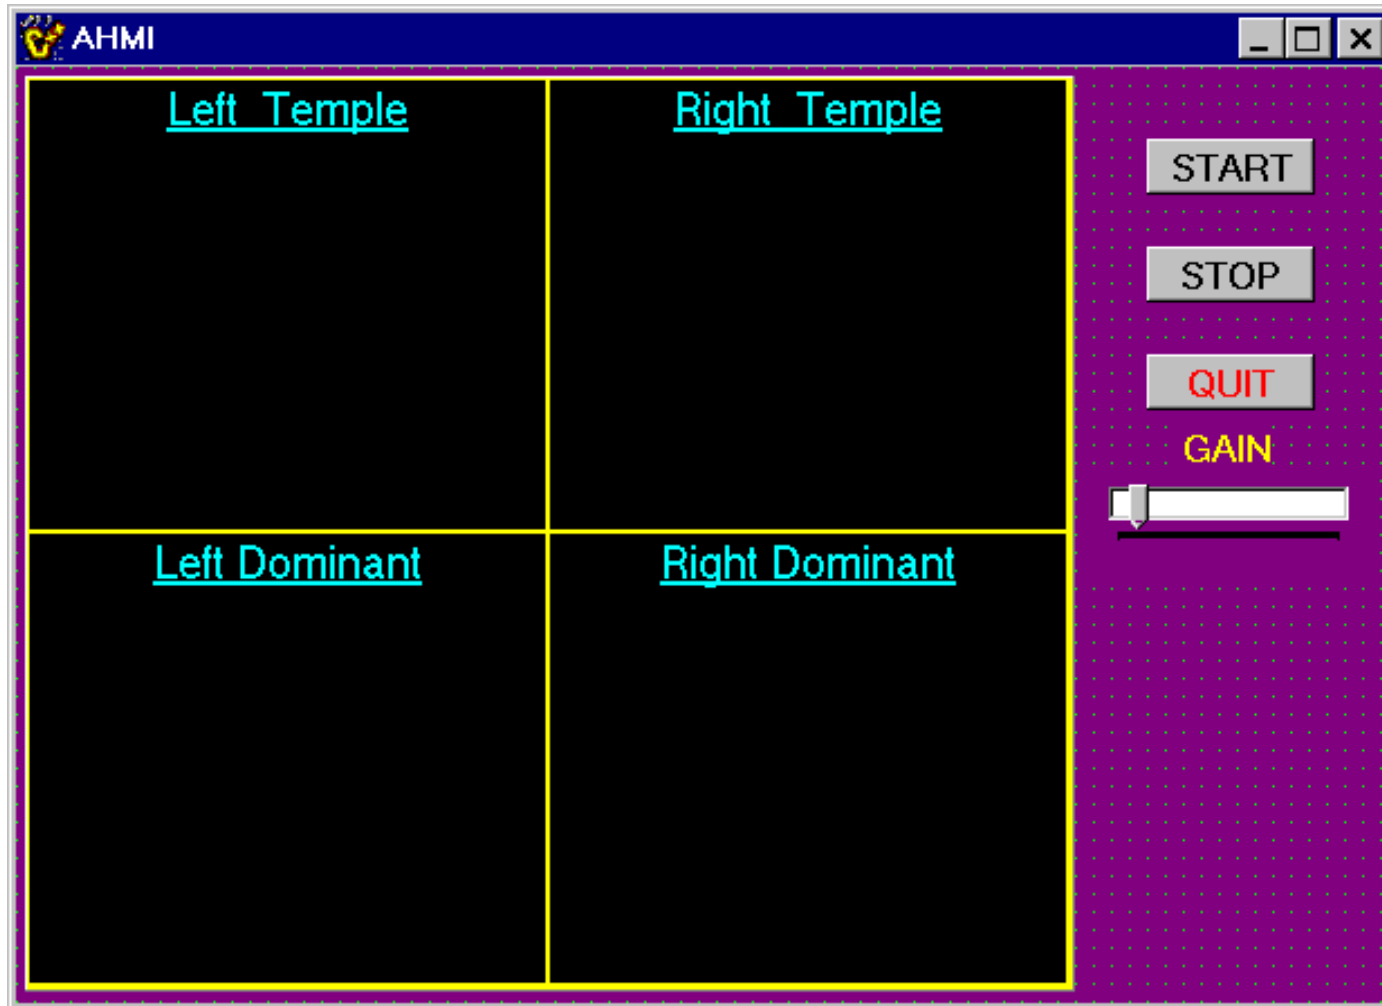 AHMI
Left Temple
Right Temple
START
STOP
QUIT
GAIN
Left Dominant
Right Dominant